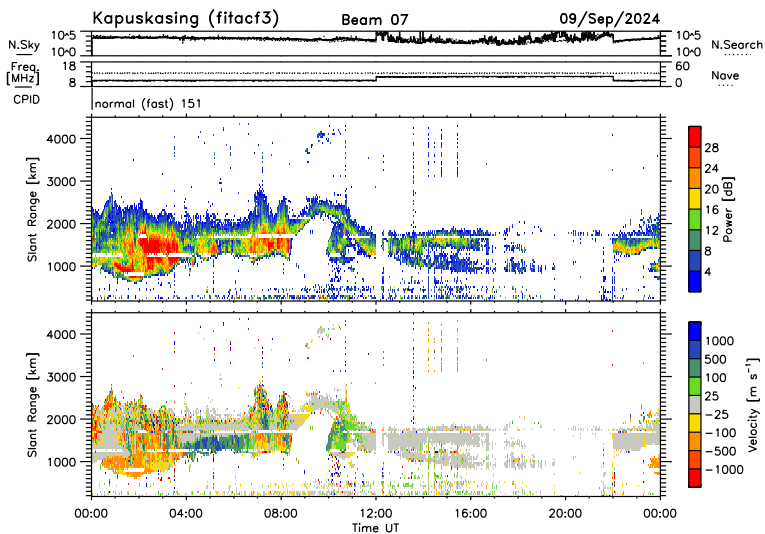 Kapuskasing (fitacf3) Beam 07 09/Sep/2024
N.Sky 10^5 10^0 10^5 10^0 N.Search
Freq. [MHz] 18 8 60 0 Nave
CPID normal (fast) 151
Slant Range [km] 4000 3000 2000 1000
Power [dB] 28 24 20 16 12 8 4
Slant Range [km] 4000 3000 2000 1000
Velocity [m s⁻¹] 1000 500 100 25 −25 −100 −500 −1000
00:00 04:00 08:00 12:00 16:00 20:00 00:00
Time UT